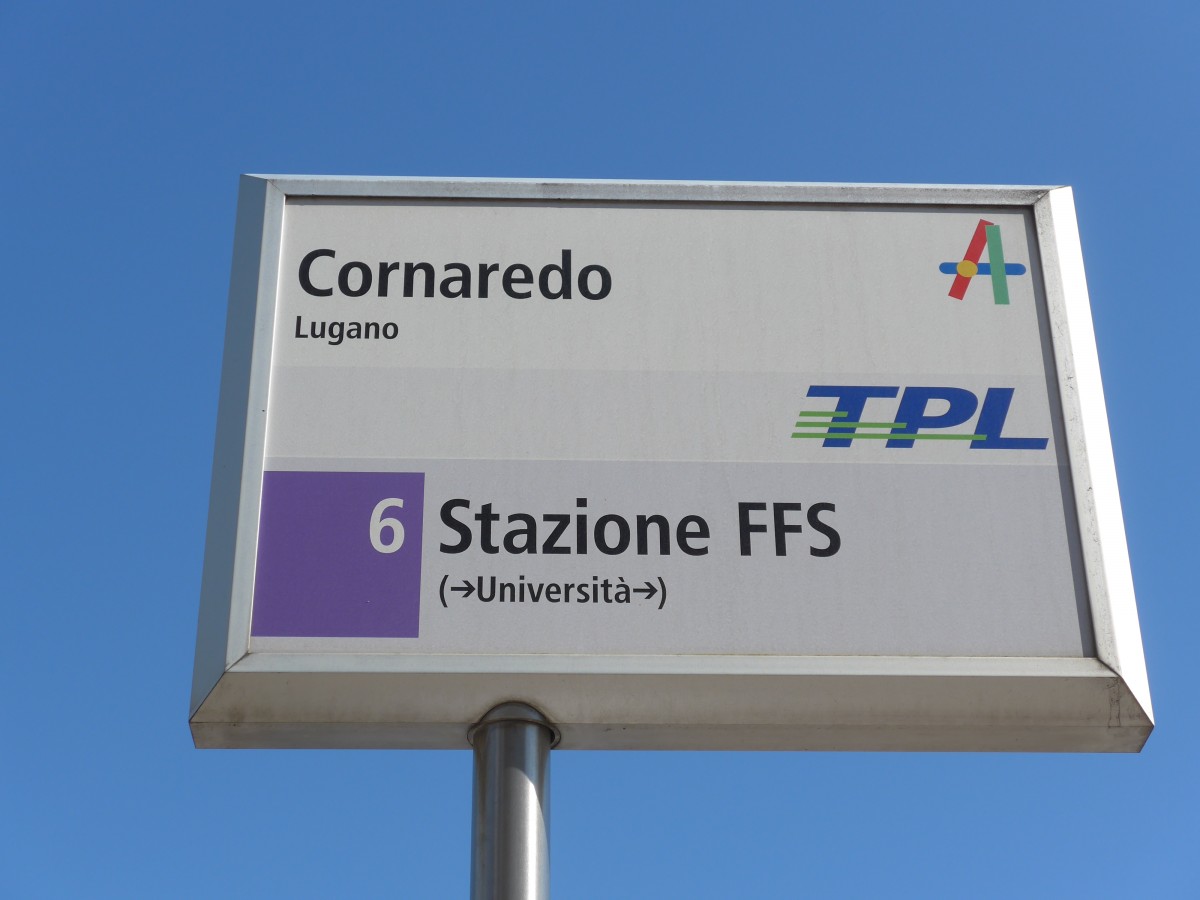 Cornaredo
Lugano
TPL
6 Stazione FFS
(→Università→)